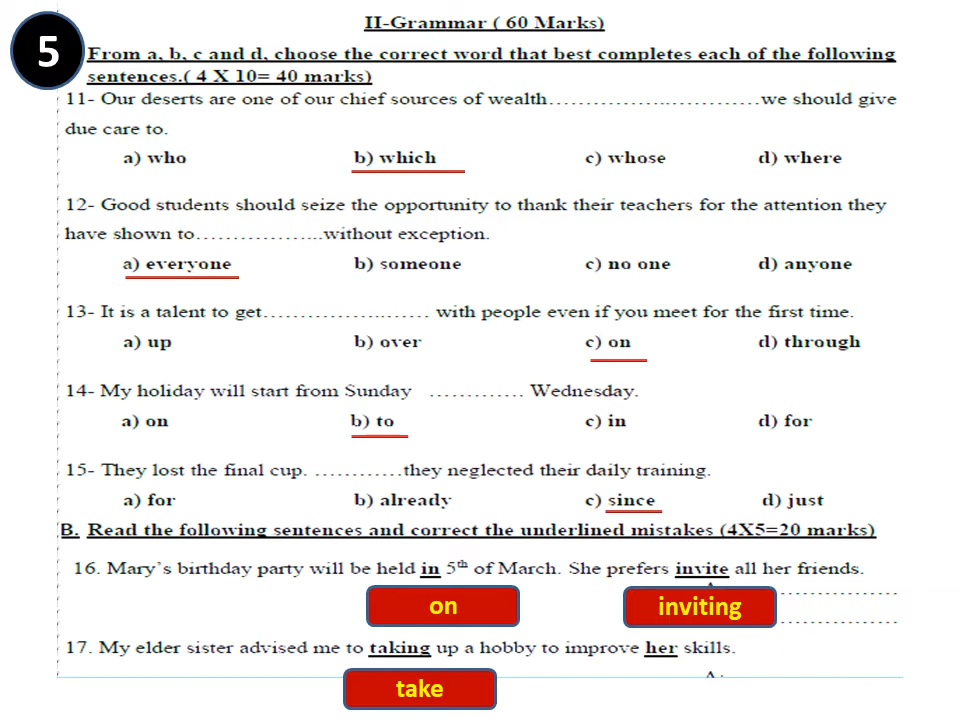 5
II-Grammar ( 60 Marks)
From a, b, c and d, choose the correct word that best completes each of the following
sentences.( 4 X 10= 40 marks)
11- Our deserts are one of our chief sources of wealth……………..…………we should give
due care to.
a) who b) which c) whose d) where
12- Good students should seize the opportunity to thank their teachers for the attention they
have shown to……………...without exception.
a) everyone b) someone c) no one d) anyone
13- It is a talent to get……………..…… with people even if you meet for the first time.
a) up b) over c) on d) through
14- My holiday will start from Sunday ………… Wednesday.
a) on b) to c) in d) for
15- They lost the final cup. …………they neglected their daily training.
a) for b) already c) since d) just
B. Read the following sentences and correct the underlined mistakes (4X5=20 marks)
16. Mary’s birthday party will be held in 5th of March. She prefers invite all her friends.
on inviting
17. My elder sister advised me to taking up a hobby to improve her skills.
take